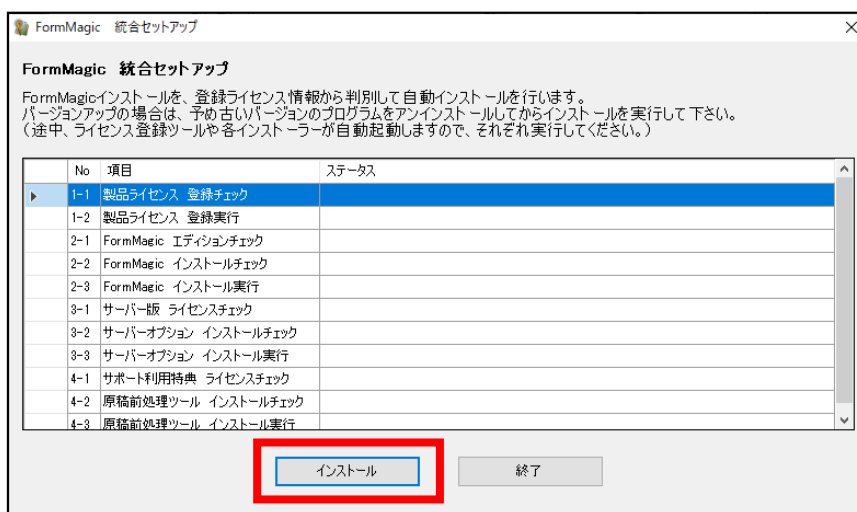 FormMagic 統合セットアップ
FormMagic 統合セットアップ
FormMagicインストールを、登録ライセンス情報から判別して自動インストールを行います。
バージョンアップの場合は、予め古いバージョンのプログラムをアンインストールしてからインストールを実行して下さい。
(途中、ライセンス登録ツールや各インストーラーが自動起動しますので、それぞれ実行してください。)
No 項目 ステータス
1-1 製品ライセンス 登録チェック
1-2 製品ライセンス 登録実行
2-1 FormMagic エディションチェック
2-2 FormMagic インストールチェック
2-3 FormMagic インストール実行
3-1 サーバー版 ライセンスチェック
3-2 サーバーオプション インストールチェック
3-3 サーバーオプション インストール実行
4-1 サポート利用特典 ライセンスチェック
4-2 原稿前処理ツール インストールチェック
4-3 原稿前処理ツール インストール実行
インストール 終了